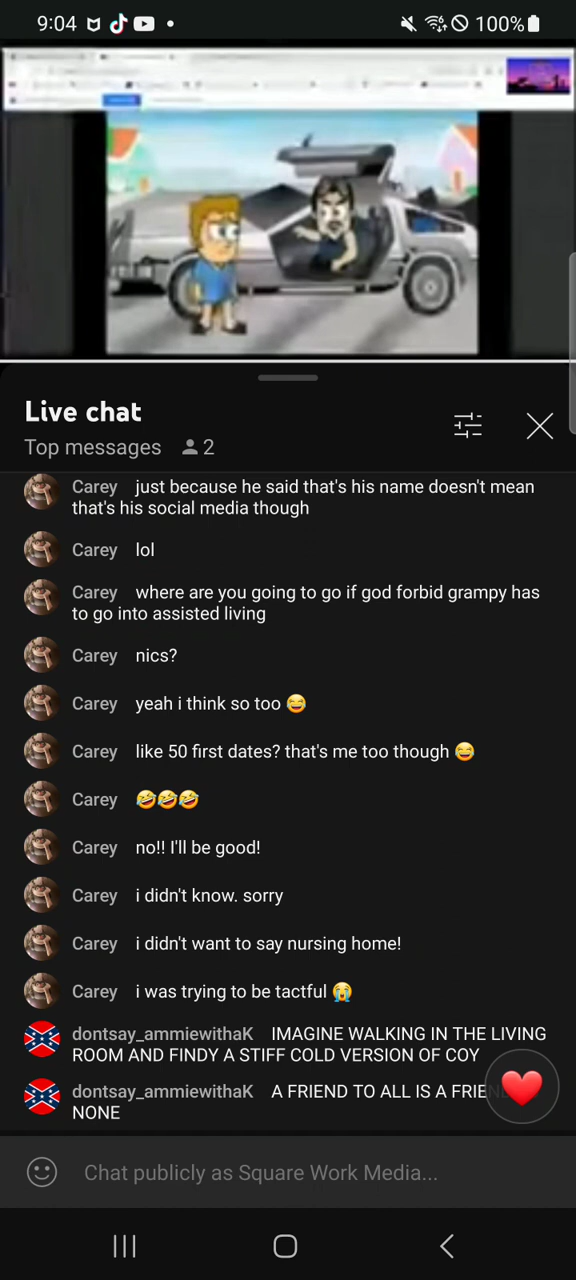 9:04
100%
Live chat
Top messages 2
Carey just because he said that's his name doesn't mean
that's his social media though
Carey lol
Carey where are you going to go if god forbid grampy has
to go into assisted living
Carey nics?
Carey yeah i think so too 😂
Carey like 50 first dates? that's me too though 😂
Carey 🤣🤣🤣
Carey no!! I'll be good!
Carey i didn't know. sorry
Carey i didn't want to say nursing home!
Carey i was trying to be tactful 😭
dontsay_ammiewithaK IMAGINE WALKING IN THE LIVING
ROOM AND FINDY A STIFF COLD VERSION OF COY
dontsay_ammiewithaK A FRIEND TO ALL IS A
NONE
Chat publicly as Square Work Media...